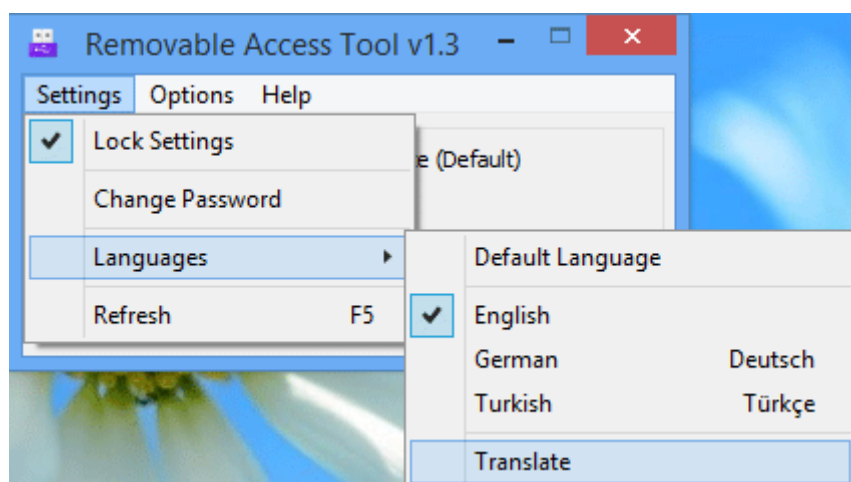 Removable Access Tool v1.3
Settings Options Help
Lock Settings
e (Default)
Change Password
Languages
Refresh F5
Default Language
English
German Deutsch
Turkish Türkçe
Translate